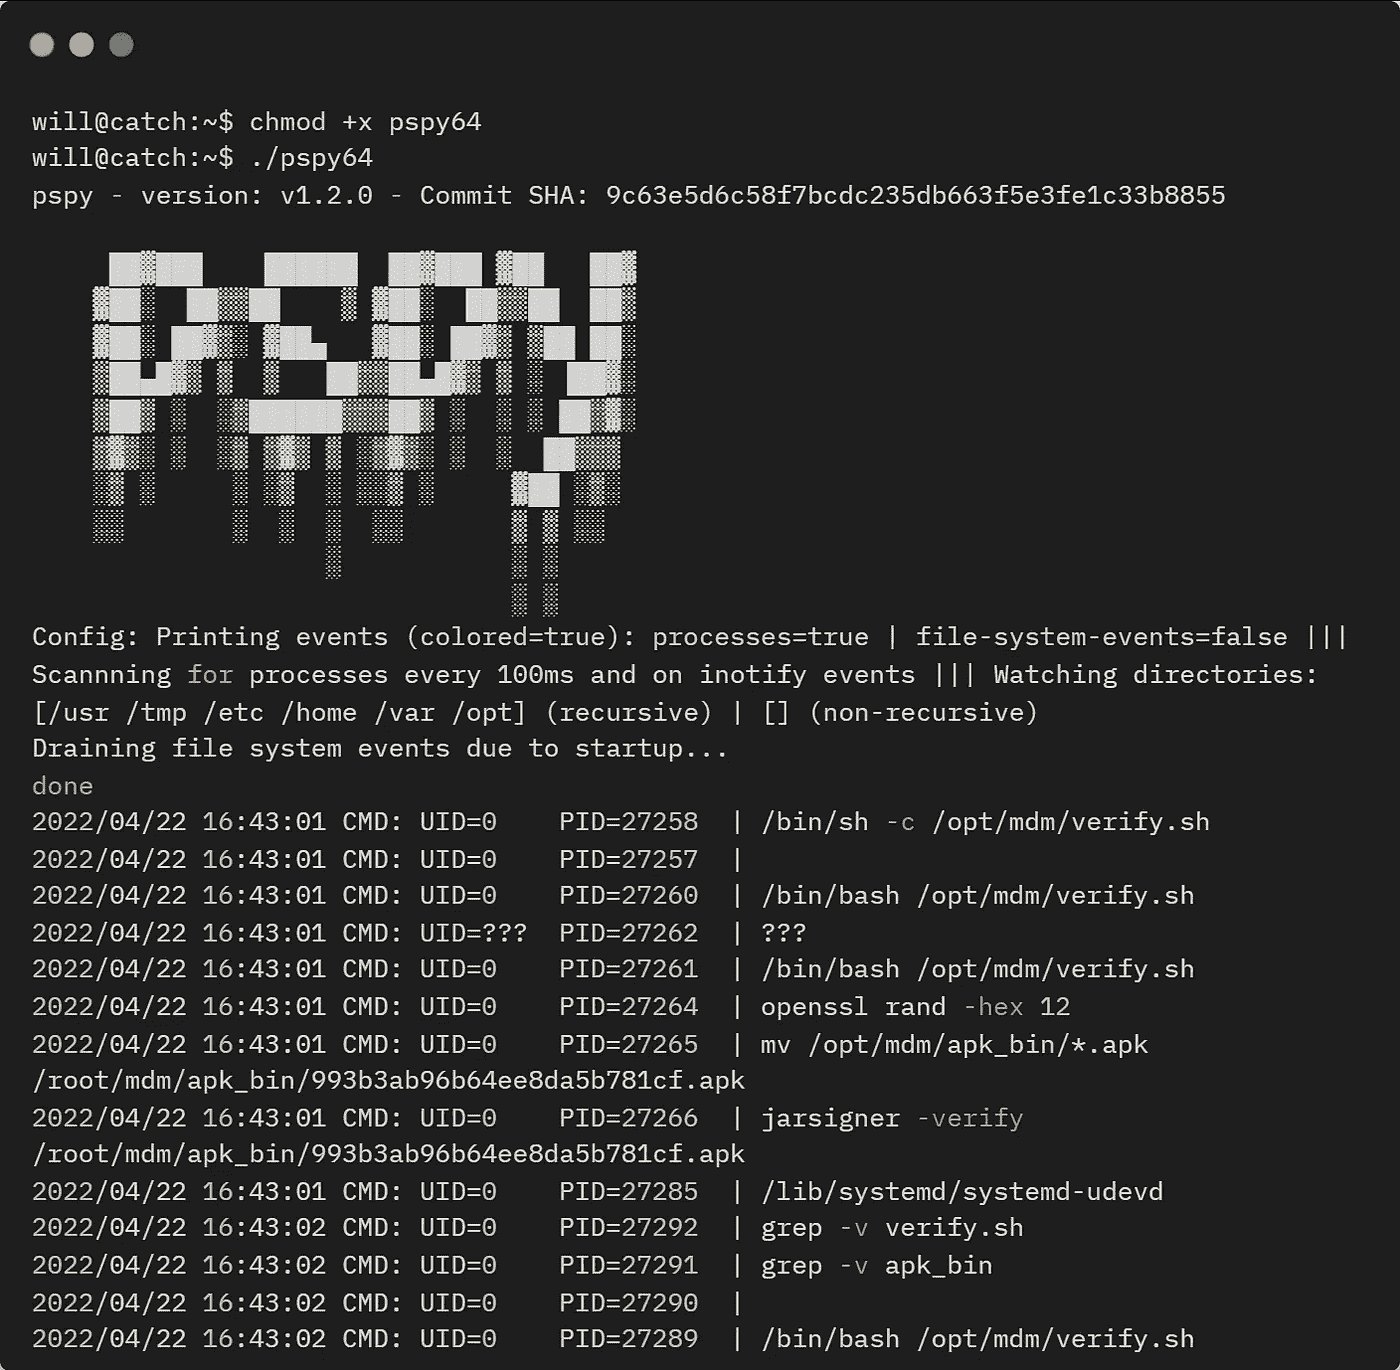 will@catch:~$ chmod +x pspy64
will@catch:~$ ./pspy64
pspy - version: v1.2.0 - Commit SHA: 9c63e5d6c58f7bcdc235db663f5e3fe1c33b8855
PSPY
Config: Printing events (colored=true): processes=true | file-system-events=false |||
Scannning for processes every 100ms and on inotify events ||| Watching directories:
[/usr /tmp /etc /home /var /opt] (recursive) | [] (non-recursive)
Draining file system events due to startup...
done
2022/04/22 16:43:01 CMD: UID=0    PID=27258  | /bin/sh -c /opt/mdm/verify.sh
2022/04/22 16:43:01 CMD: UID=0    PID=27257  |
2022/04/22 16:43:01 CMD: UID=0    PID=27260  | /bin/bash /opt/mdm/verify.sh
2022/04/22 16:43:01 CMD: UID=???  PID=27262  | ???
2022/04/22 16:43:01 CMD: UID=0    PID=27261  | /bin/bash /opt/mdm/verify.sh
2022/04/22 16:43:01 CMD: UID=0    PID=27264  | openssl rand -hex 12
2022/04/22 16:43:01 CMD: UID=0    PID=27265  | mv /opt/mdm/apk_bin/*.apk
/root/mdm/apk_bin/993b3ab96b64ee8da5b781cf.apk
2022/04/22 16:43:01 CMD: UID=0    PID=27266  | jarsigner -verify
/root/mdm/apk_bin/993b3ab96b64ee8da5b781cf.apk
2022/04/22 16:43:01 CMD: UID=0    PID=27285  | /lib/systemd/systemd-udevd
2022/04/22 16:43:02 CMD: UID=0    PID=27292  | grep -v verify.sh
2022/04/22 16:43:02 CMD: UID=0    PID=27291  | grep -v apk_bin
2022/04/22 16:43:02 CMD: UID=0    PID=27290  |
2022/04/22 16:43:02 CMD: UID=0    PID=27289  | /bin/bash /opt/mdm/verify.sh